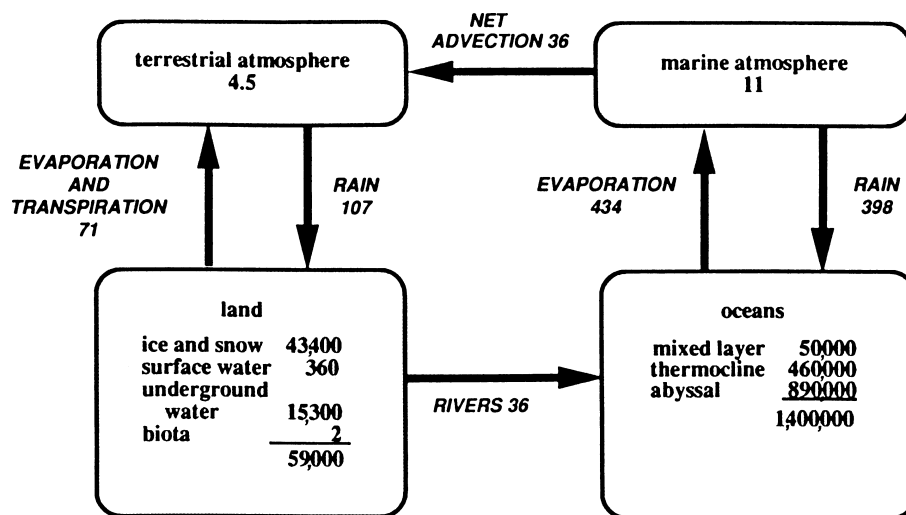 NET
ADVECTION 36
terrestrial atmosphere
4.5
marine atmosphere
11
EVAPORATION
AND
TRANSPIRATION
71
RAIN
107
EVAPORATION
434
RAIN
398
land
ice and snow 43,400
surface water 360
underground
water 15,300
biota 2
59,000
RIVERS 36
oceans
mixed layer 50,000
thermocline 460,000
abyssal 890,000
1,400,000